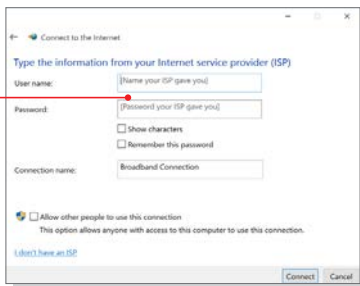 Connect to the Internet
Type the information from your Internet service provider (ISP)
User name: [Name your ISP gave you]
Password: [Password your ISP gave you]
Show characters
Remember this password
Connection name: Broadband Connection
Allow other people to use this connection
This option allows anyone with access to this computer to use this connection.
I don't have an ISP
Connect Cancel